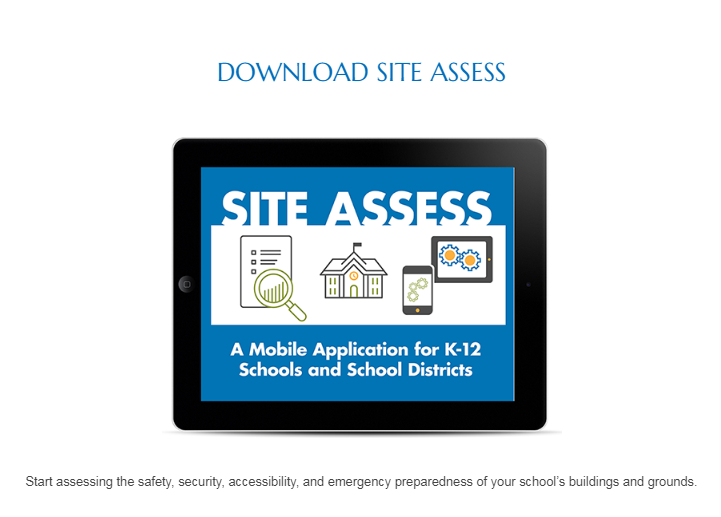 DOWNLOAD SITE ASSESS
SITE ASSESS
A Mobile Application for K-12
Schools and School Districts
Start assessing the safety, security, accessibility, and emergency preparedness of your school’s buildings and grounds.